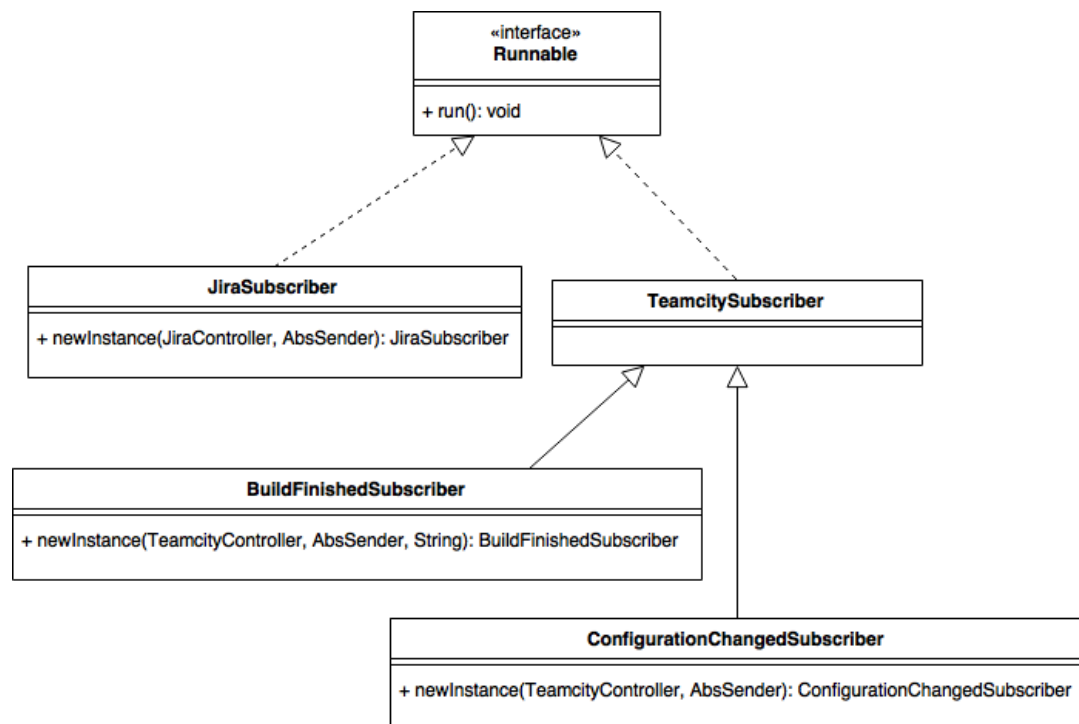 «interface»
Runnable
+ run(): void
JiraSubscriber
+ newInstance(JiraController, AbsSender): JiraSubscriber
TeamcitySubscriber
BuildFinishedSubscriber
+ newInstance(TeamcityController, AbsSender, String): BuildFinishedSubscriber
ConfigurationChangedSubscriber
+ newInstance(TeamcityController, AbsSender): ConfigurationChangedSubscriber